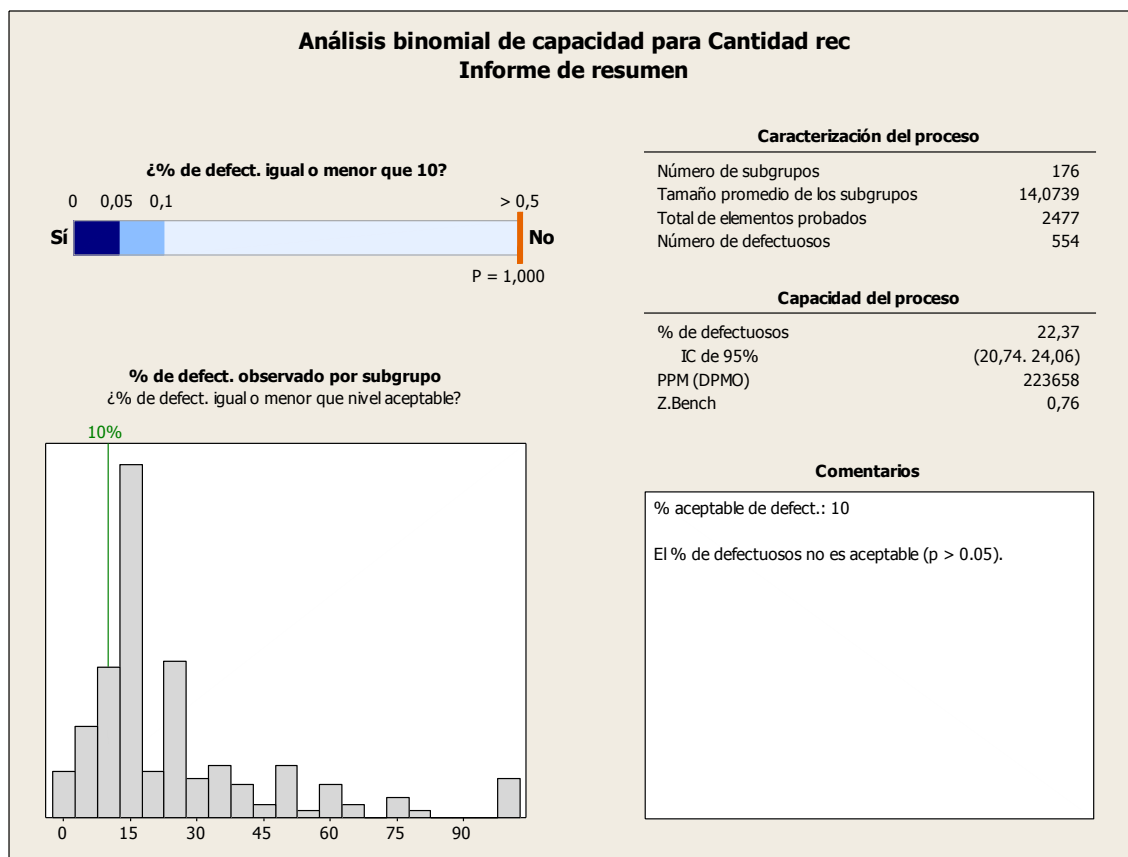 Análisis binomial de capacidad para Cantidad rec
Informe de resumen
¿% de defect. igual o menor que 10?
0 0,05 0,1 > 0,5
Sí No
P = 1,000
% de defect. observado por subgrupo
¿% de defect. igual o menor que nivel aceptable?
10%
0 15 30 45 60 75 90
Caracterización del proceso
Número de subgrupos 176
Tamaño promedio de los subgrupos 14,0739
Total de elementos probados 2477
Número de defectuosos 554
Capacidad del proceso
% de defectuosos 22,37
IC de 95% (20,74. 24,06)
PPM (DPMO) 223658
Z.Bench 0,76
Comentarios
% aceptable de defect.: 10
El % de defectuosos no es aceptable (p > 0.05).